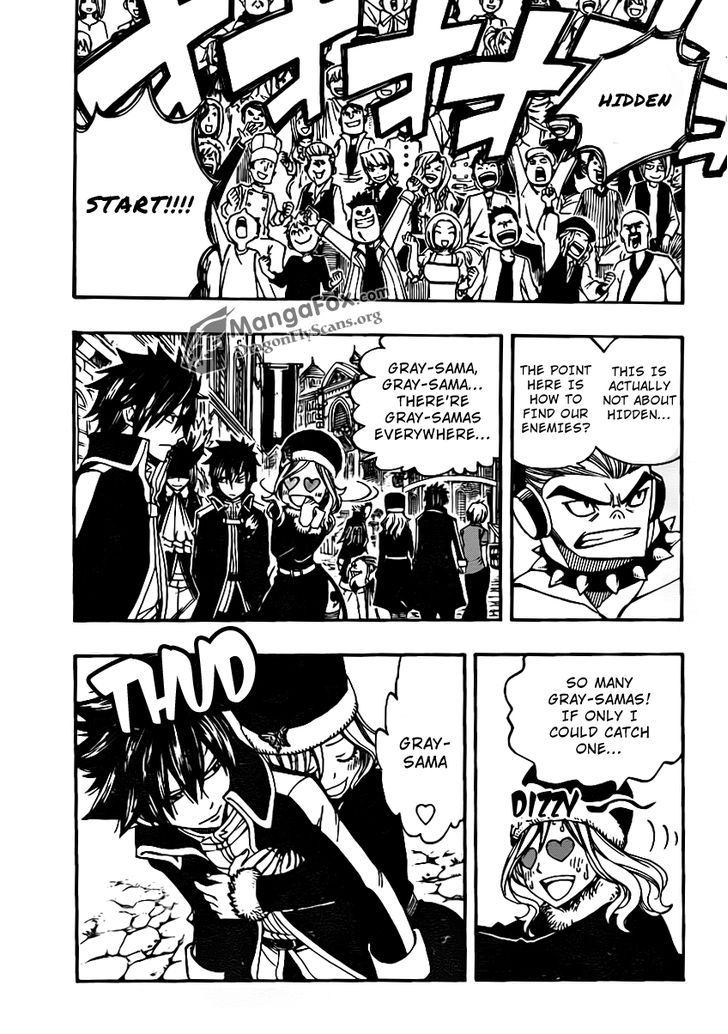 HIDDEN
START!!!!
MangaFox.com
DragonFlyScans.org
THIS IS
ACTUALLY
NOT ABOUT
HIDDEN...
THE POINT
HERE IS
HOW TO
FIND OUR
ENEMIES?
GRAY-SAMA,
GRAY-SAMA...
THERE'RE
GRAY-SAMAS
EVERYWHERE...
SO MANY
GRAY-SAMAS!
IF ONLY I
COULD CATCH
ONE...
DIZZY
THUD
GRAY-
SAMA
♡